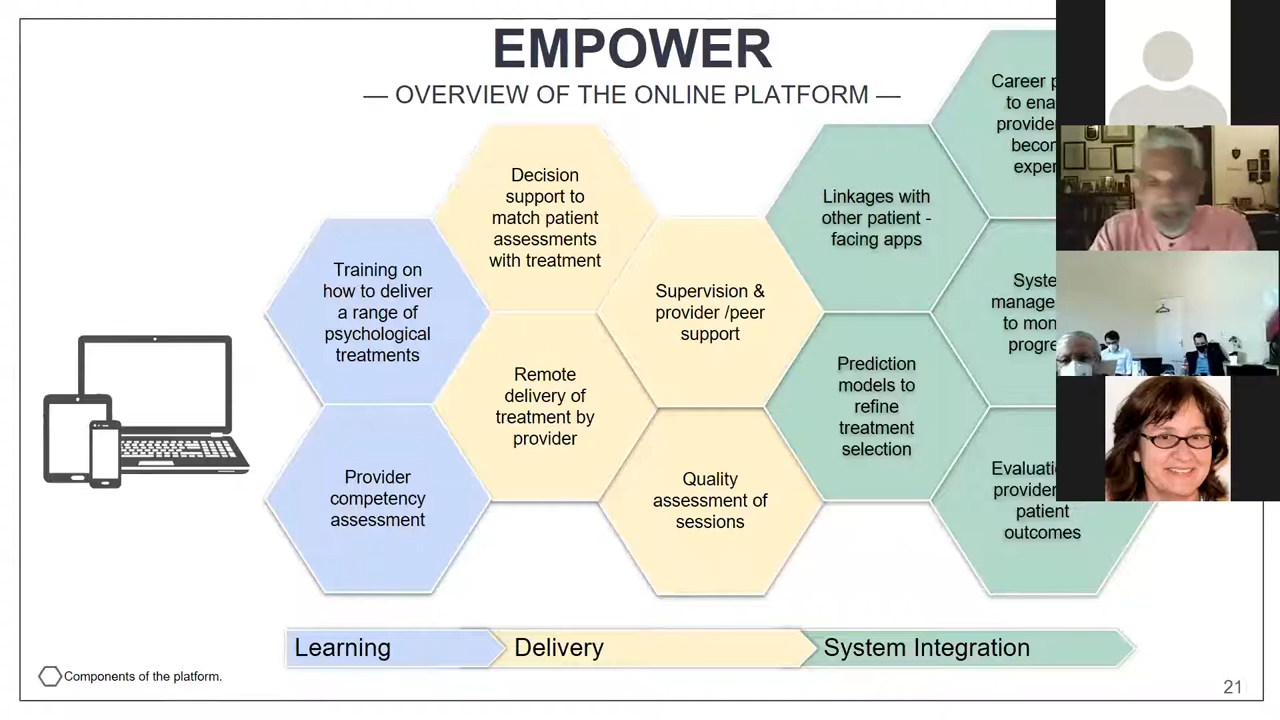 EMPOWER
— OVERVIEW OF THE ONLINE PLATFORM —
Training on
how to deliver
a range of
psychological
treatments
Provider
competency
assessment
Decision
support to
match patient
assessments
with treatment
Remote
delivery of
treatment by
provider
Supervision &
provider /peer
support
Quality
assessment of
sessions
Linkages with
other patient -
facing apps
Prediction
models to
refine
treatment
selection
Career
to
patient
outcomes
Learning
Delivery
System Integration
Components of the platform.
21